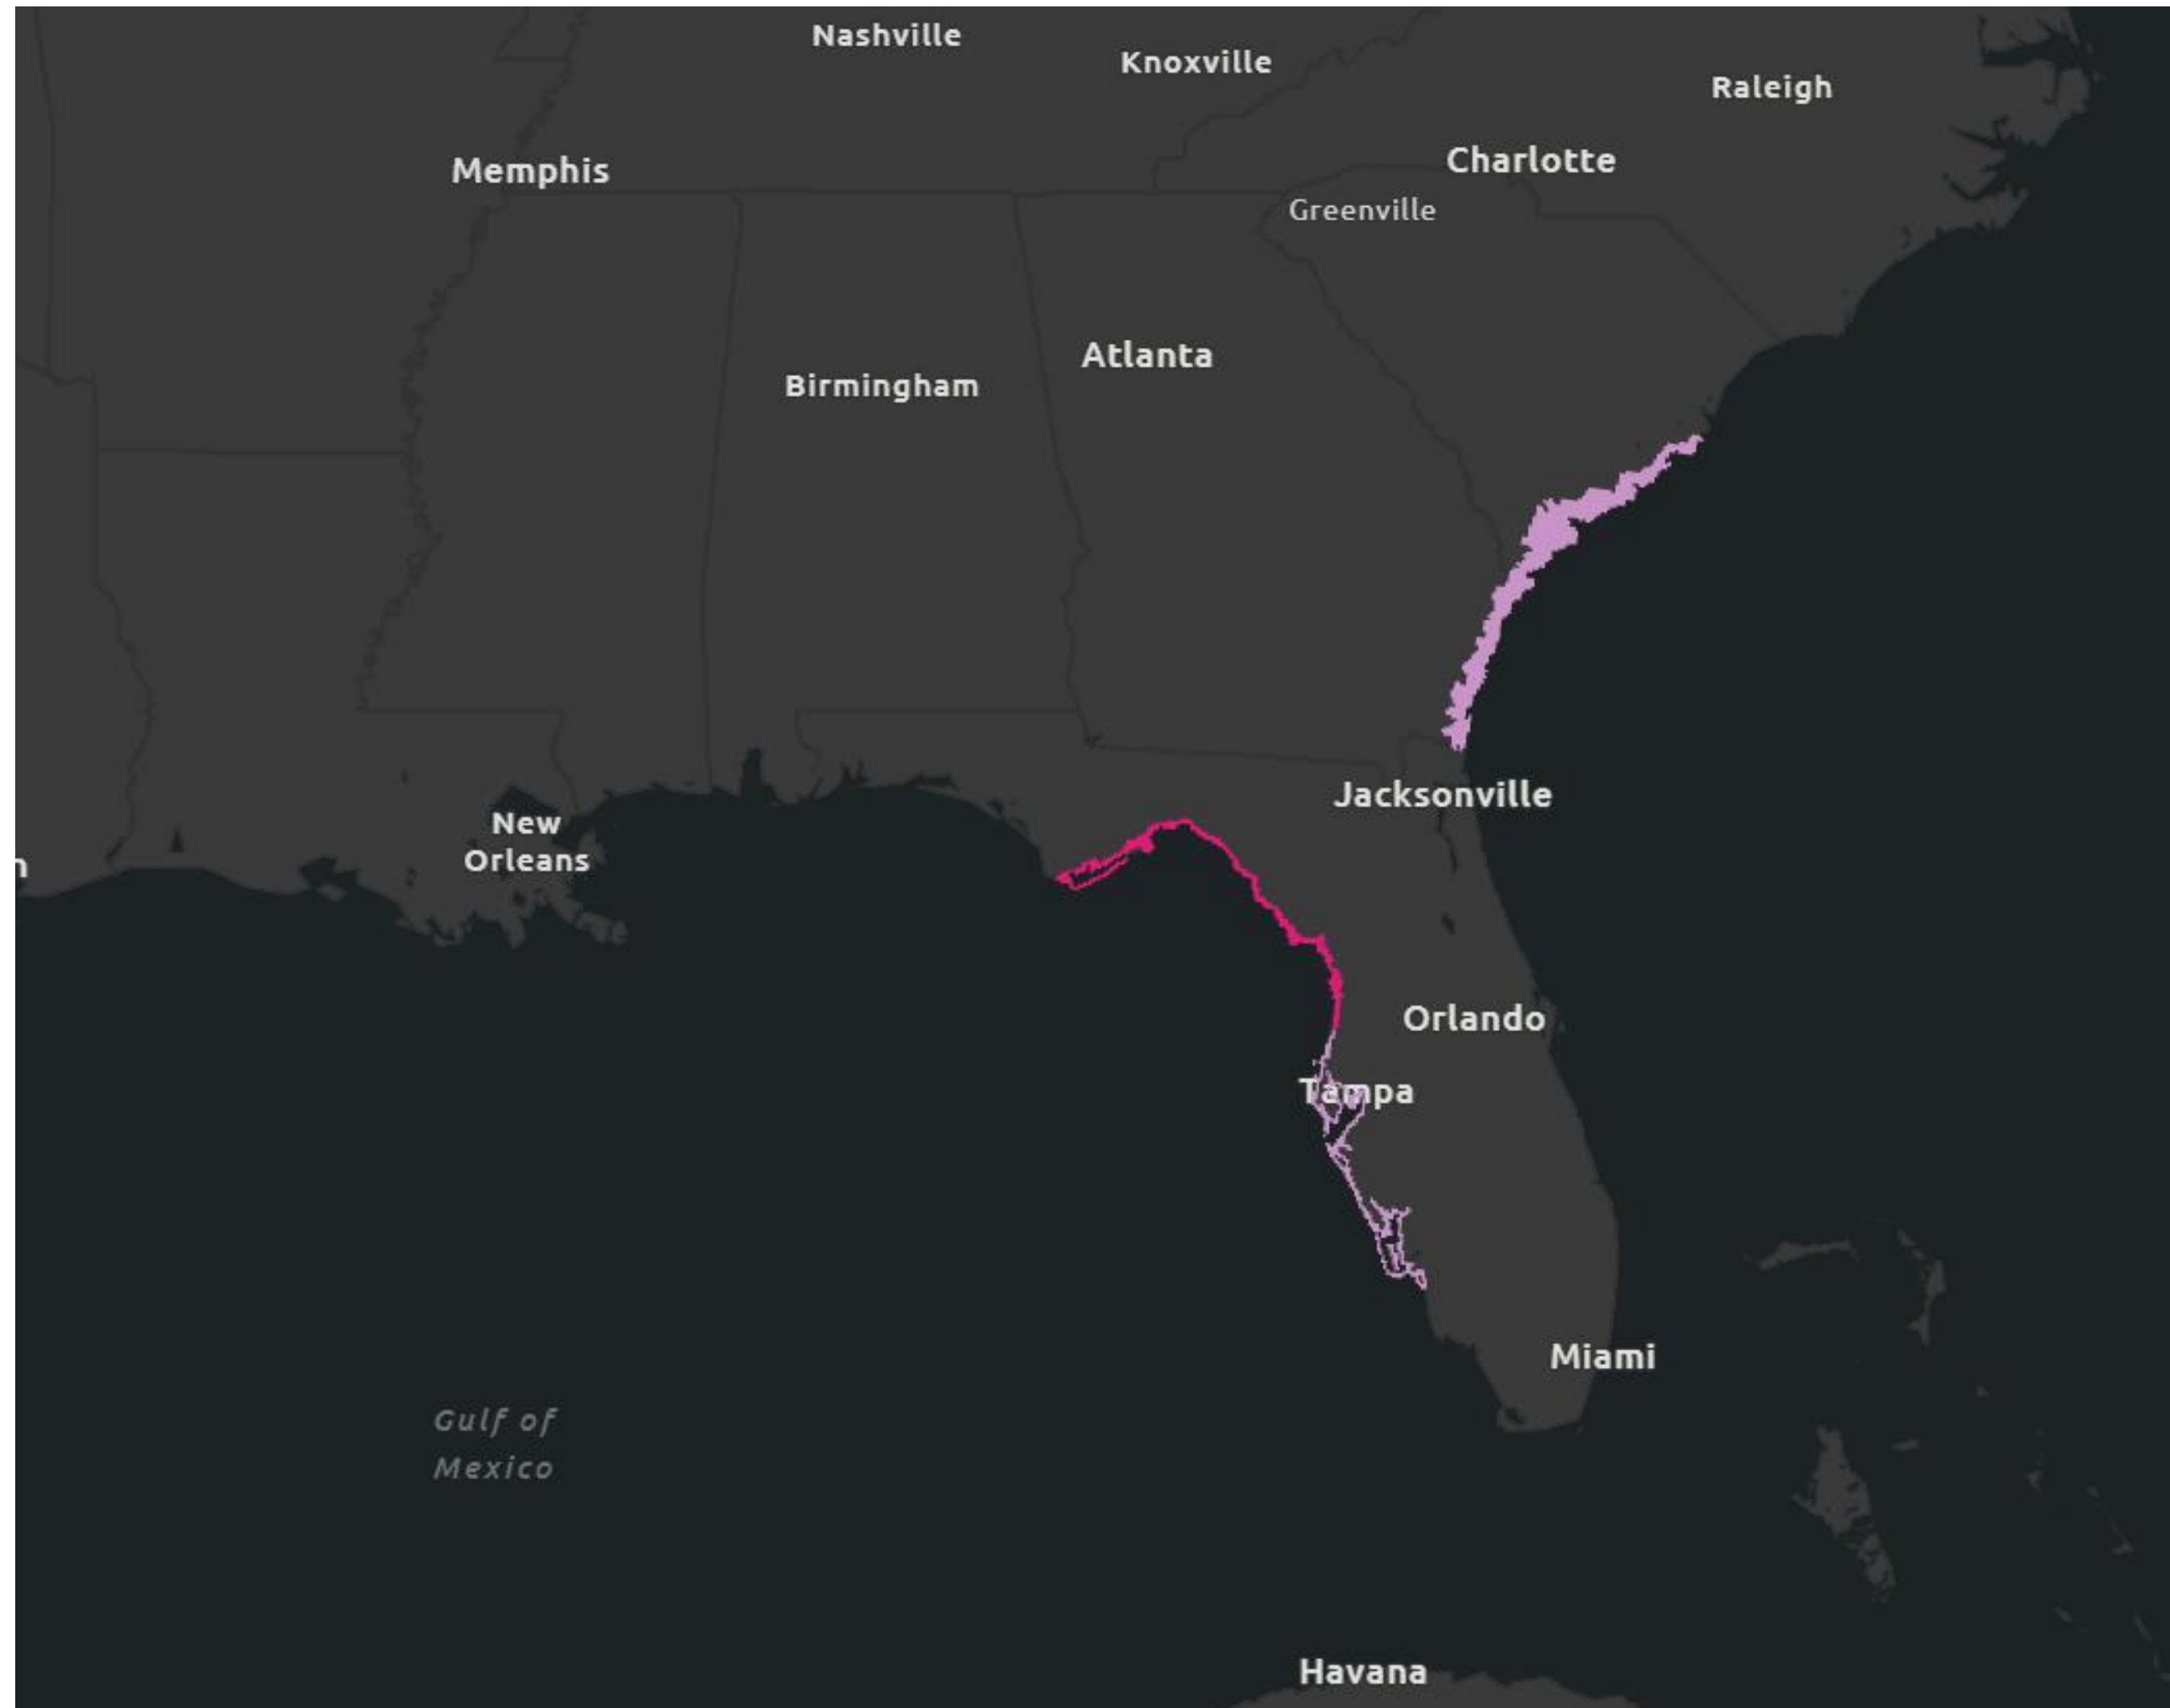 Nashville
Knoxville
Raleigh
Memphis
Charlotte
Greenville
Atlanta
Birmingham
Jacksonville
New
Orleans
n
Orlando
Tampa
Miami
Gulf of
Mexico
Havana